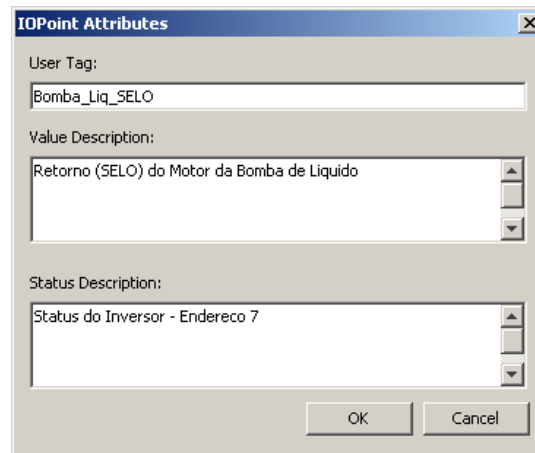 IOPoint Attributes
User Tag:
Bomba_Liq_SELO
Value Description:
Retorno (SELO) do Motor da Bomba de Liquido
Status Description:
Status do Inversor - Endereco 7
OK Cancel